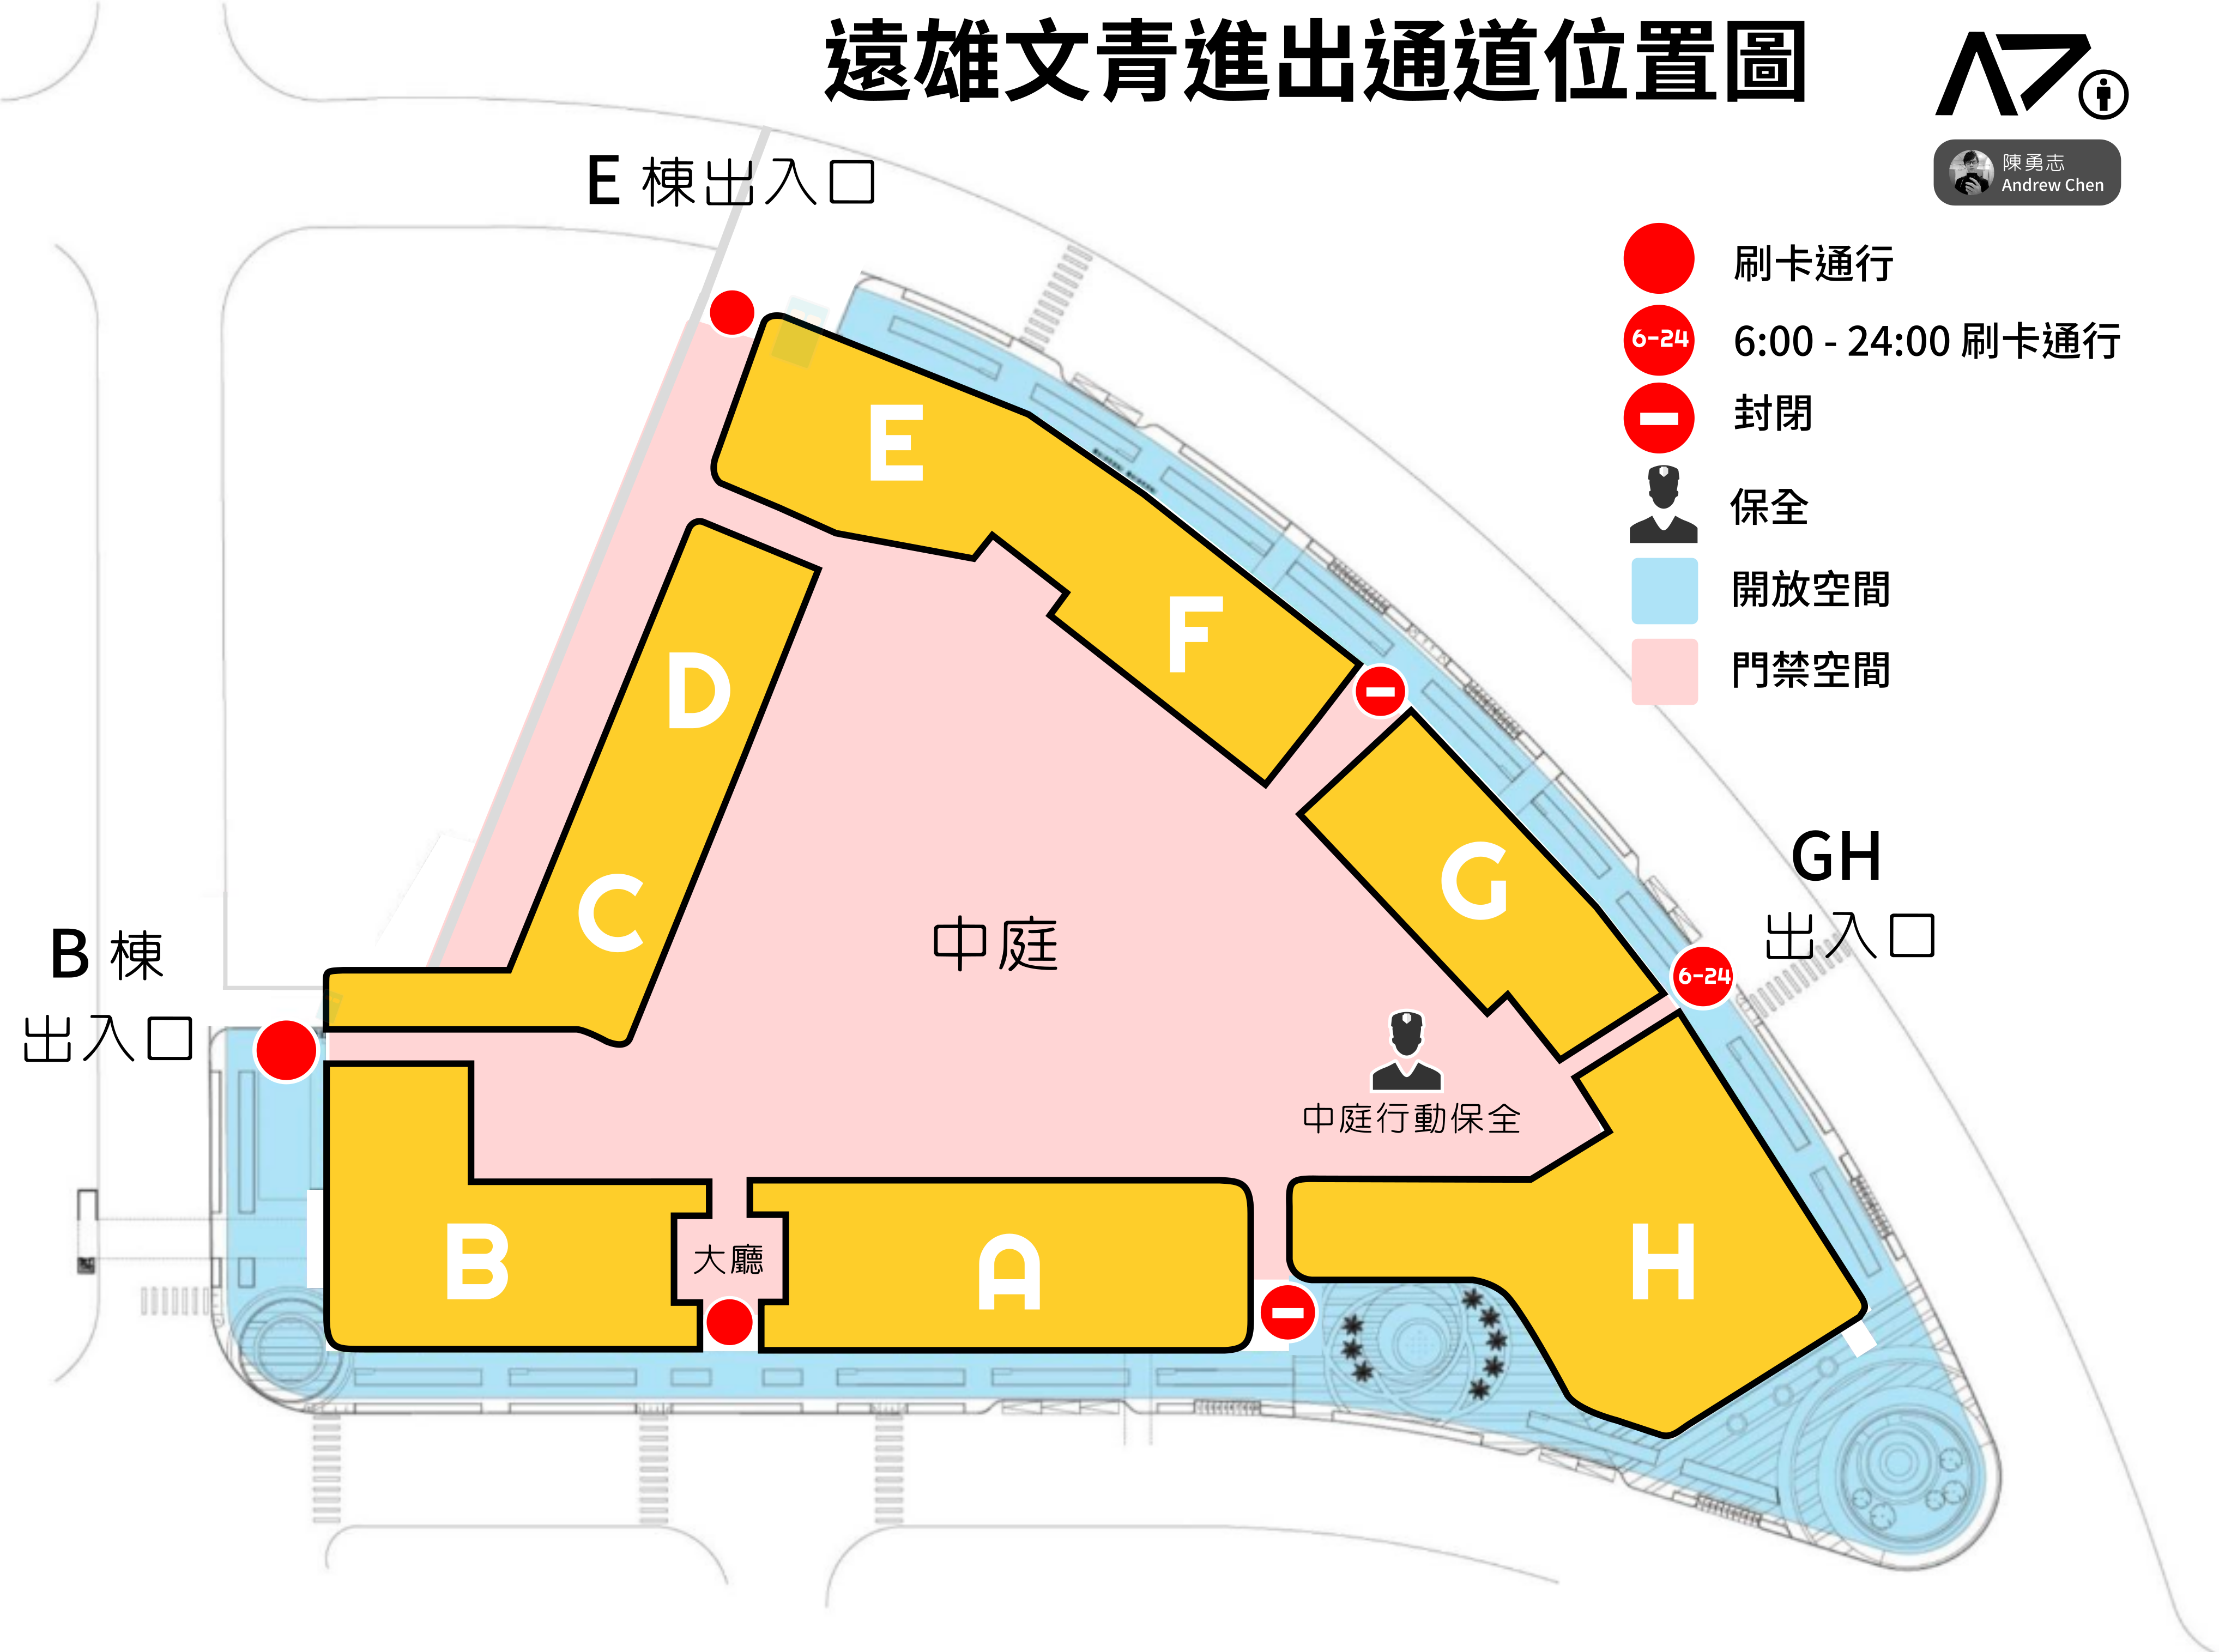 遠雄文青進出通道位置圖
A7
陳勇志
Andrew Chen
E 棟出入口
刷卡通行
6-24
6:00 - 24:00 刷卡通行
封閉
保全
開放空間
門禁空間
E
F
D
C
G
GH
出入口
6-24
中庭
B 棟
出入口
中庭行動保全
B
大廳
A
H